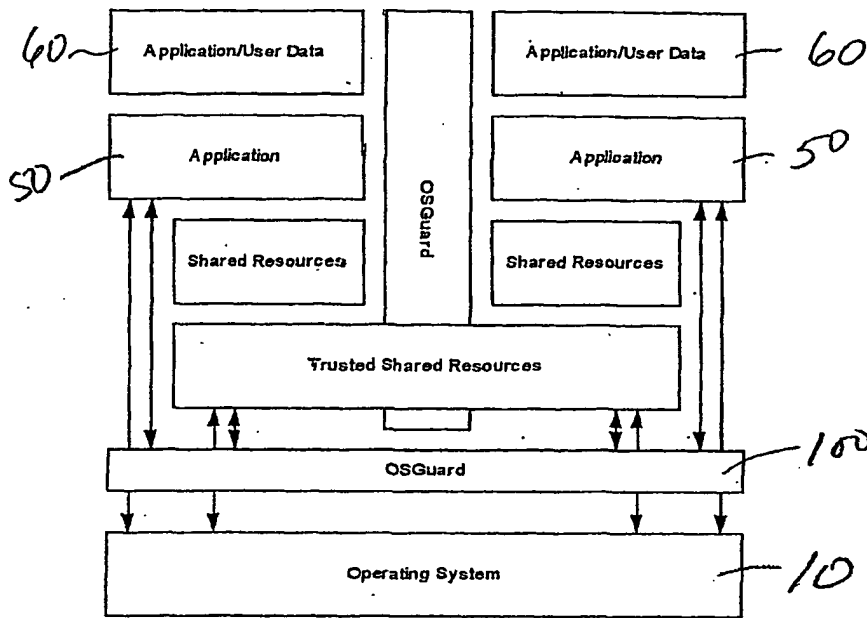 60 Application/User Data Application/User Data 60
50 Application Application 50
OSGuard
Shared Resources Shared Resources
Trusted Shared Resources
OSGuard 100
Operating System 10